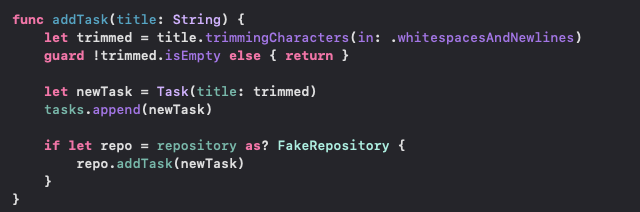 func addTask(title: String) {
    let trimmed = title.trimmingCharacters(in: .whitespacesAndNewlines)
    guard !trimmed.isEmpty else { return }

    let newTask = Task(title: trimmed)
    tasks.append(newTask)

    if let repo = repository as? FakeRepository {
        repo.addTask(newTask)
    }
}